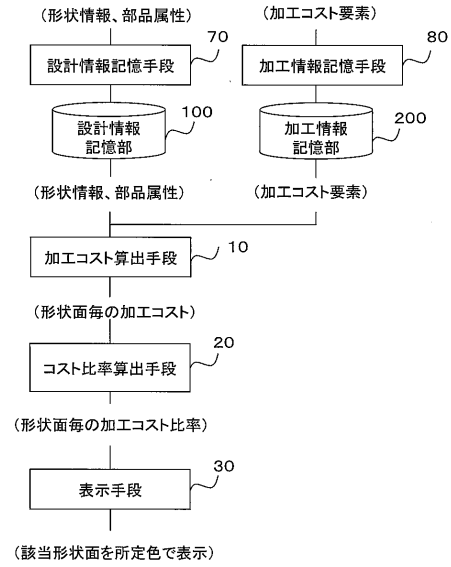 (形状情報、部品属性)
(加工コスト要素)
70
80
設計情報記憶手段
加工情報記憶手段
100
200
設計情報
記憶部
加工情報
記憶部
(形状情報、部品属性)
(加工コスト要素)
10
加工コスト算出手段
(形状面毎の加工コスト)
20
コスト比率算出手段
(形状面毎の加工コスト比率)
30
表示手段
(該当形状面を所定色で表示)